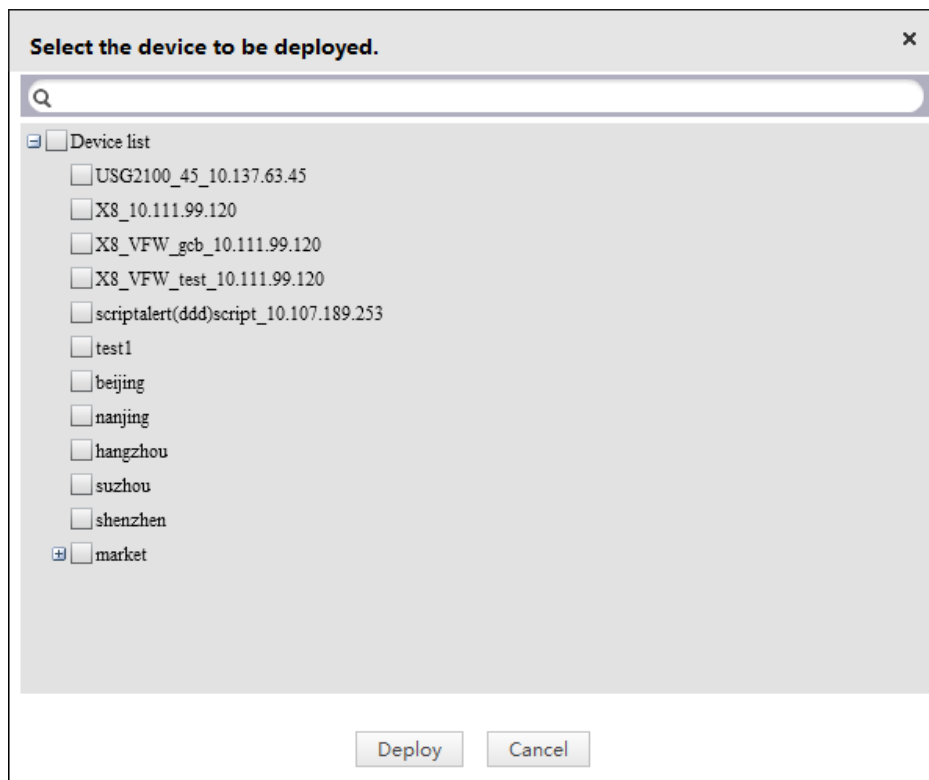 Select the device to be deployed.
Device list
USG2100_45_10.137.63.45
X8_10.111.99.120
X8_VFW_gcb_10.111.99.120
X8_VFW_test_10.111.99.120
scriptalert(ddd)script_10.107.189.253
test1
beijing
nanjing
hangzhou
suzhou
shenzhen
market
Deploy Cancel